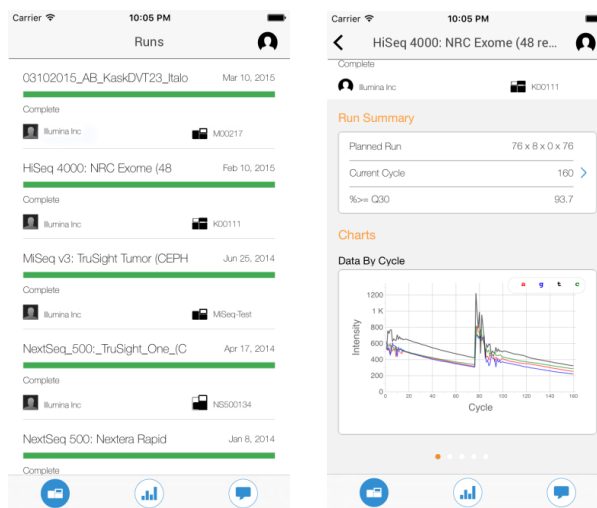 Carrier 10:05 PM
Runs
03102015_AB_KaskDVT23_Italo Mar 10, 2015
Complete
Illumina Inc M00217
HiSeq 4000: NRC Exome (48 Feb 10, 2015
Complete
Illumina Inc K00111
MiSeq v3: TruSight Tumor (CEPH Jun 25, 2014
Complete
Illumina Inc MiSeq-Test
NextSeq_500:_TruSight_One_(C Apr 17, 2014
Complete
Illumina Inc NS500134
NextSeq 500: Nextera Rapid Jan 8, 2014
Complete
Carrier 10:05 PM
HiSeq 4000: NRC Exome (48 re...
Complete
Illumina Inc K00111
Run Summary
Planned Run 76 x 8 x 0 x 76
Current Cycle 160
%>= Q30 93.7
Charts
Data By Cycle
a g t c
1200
1 K
800
600
400
200
0
Intensity
0 20 40 60 80 100 120 140 160
Cycle